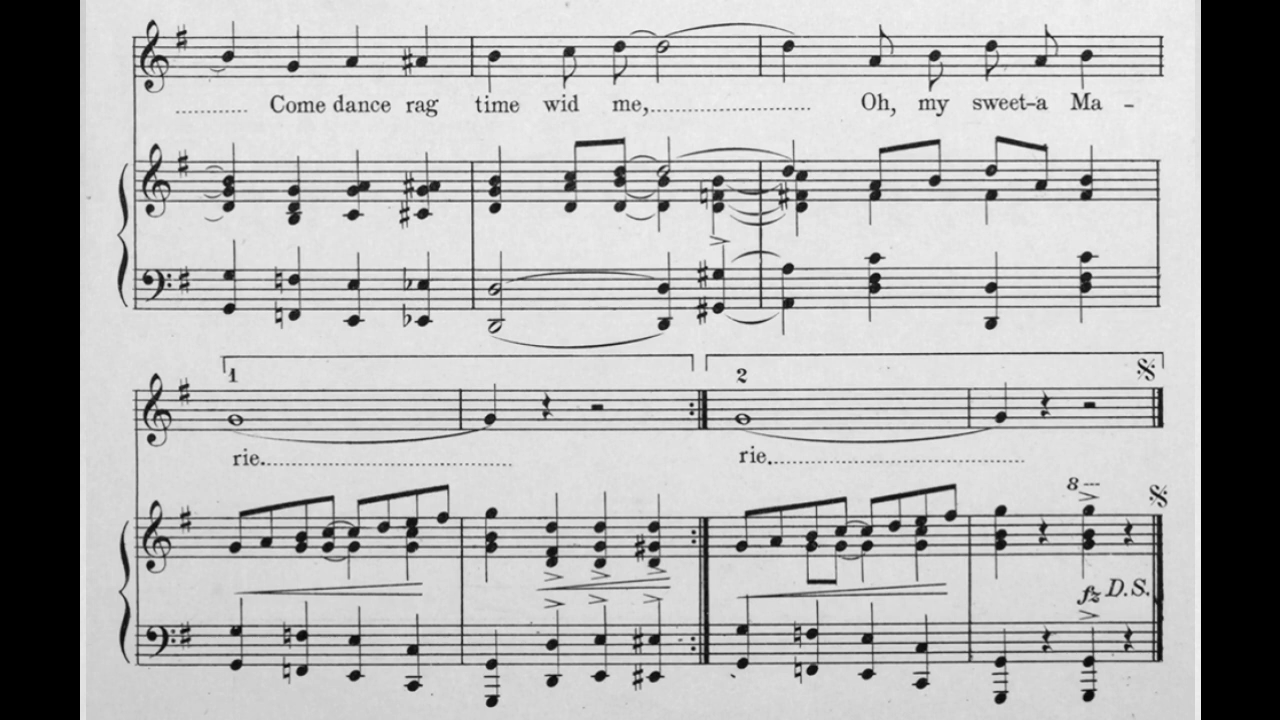 Come dance rag time wid me, Oh, my sweet-a Ma -
1 2
rie. rie.
8
fz D.S.